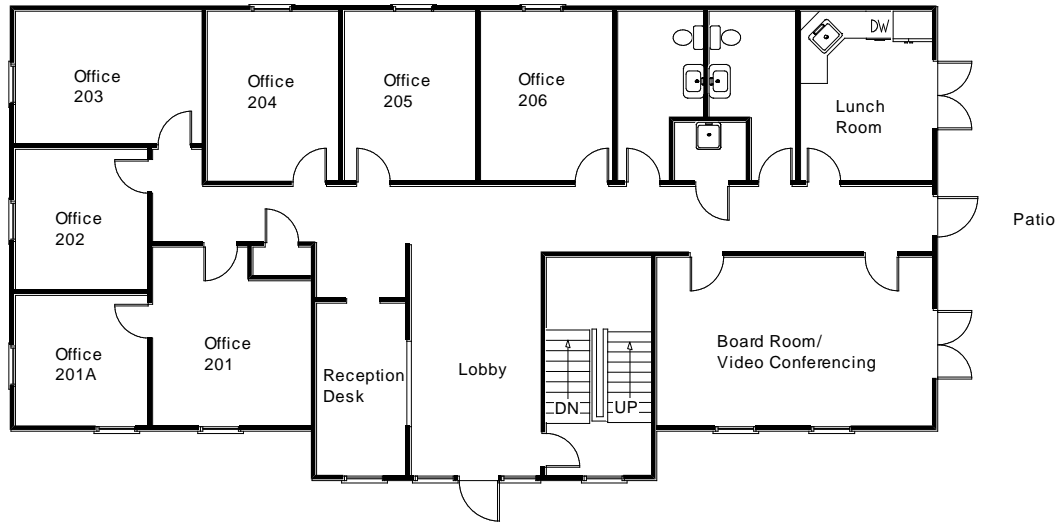 Office
203
Office
204
Office
205
Office
206
DW
Lunch
Room
Office
202
Patio
Office
201A
Office
201
Reception
Desk
Lobby
DN
UP
Board Room/
Video Conferencing